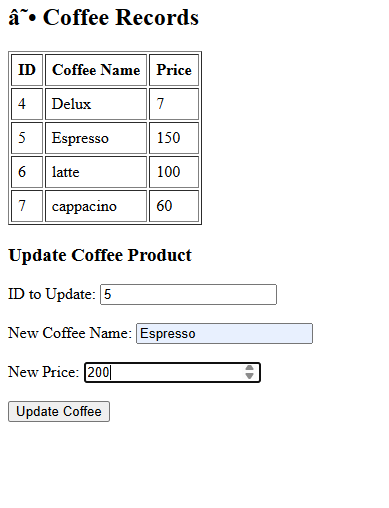 â˜• Coffee Records
ID Coffee Name Price
4 Delux 7
5 Espresso 150
6 latte 100
7 cappacino 60
Update Coffee Product
ID to Update: 5
New Coffee Name: Espresso
New Price: 200
Update Coffee